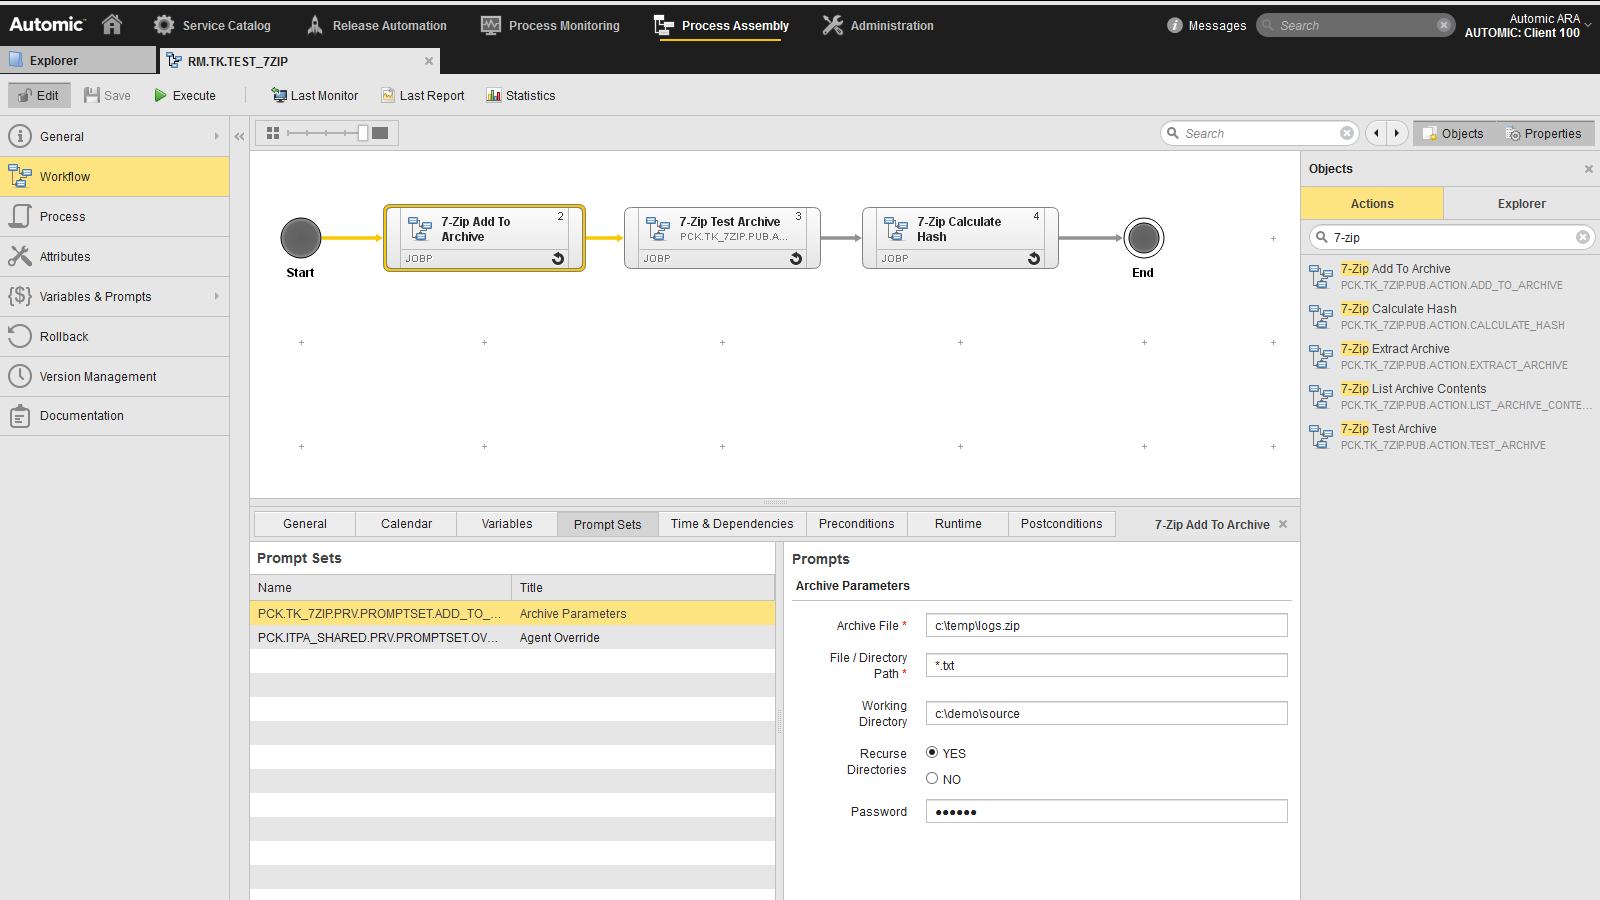 Automic
Service Catalog
Release Automation
Process Monitoring
Process Assembly
Administration
Messages
Search
Automic ARA
AUTOMIC: Client 100
Explorer
RM.TK.TEST_7ZIP
Edit
Save
Execute
Last Monitor
Last Report
Statistics
General
Workflow
Process
Attributes
Variables & Prompts
Rollback
Version Management
Documentation
Search
Objects
Properties
Start
7-Zip Add To
Archive
2
JOBP
7-Zip Test Archive
3
PCK.TK_7ZIP.PUB.A...
JOBP
7-Zip Calculate
Hash
4
JOBP
End
Objects
Actions
Explorer
7-zip
7-Zip Add To Archive
PCK.TK_7ZIP.PUB.ACTION.ADD_TO_ARCHIVE
7-Zip Calculate Hash
PCK.TK_7ZIP.PUB.ACTION.CALCULATE_HASH
7-Zip Extract Archive
PCK.TK_7ZIP.PUB.ACTION.EXTRACT_ARCHIVE
7-Zip List Archive Contents
PCK.TK_7ZIP.PUB.ACTION.LIST_ARCHIVE_CONTE...
7-Zip Test Archive
PCK.TK_7ZIP.PUB.ACTION.TEST_ARCHIVE
General
Calendar
Variables
Prompt Sets
Time & Dependencies
Preconditions
Runtime
Postconditions
7-Zip Add To Archive
Prompt Sets
Name
Title
PCK.TK_7ZIP.PRV.PROMPTSET.ADD_TO_...
Archive Parameters
PCK.ITPA_SHARED.PRV.PROMPTSET.OV...
Agent Override
Prompts
Archive Parameters
Archive File *
c:\temp\logs.zip
File / Directory
Path *
*.txt
Working
Directory
c:\demo\source
Recurse
Directories
YES
NO
Password
●●●●●●